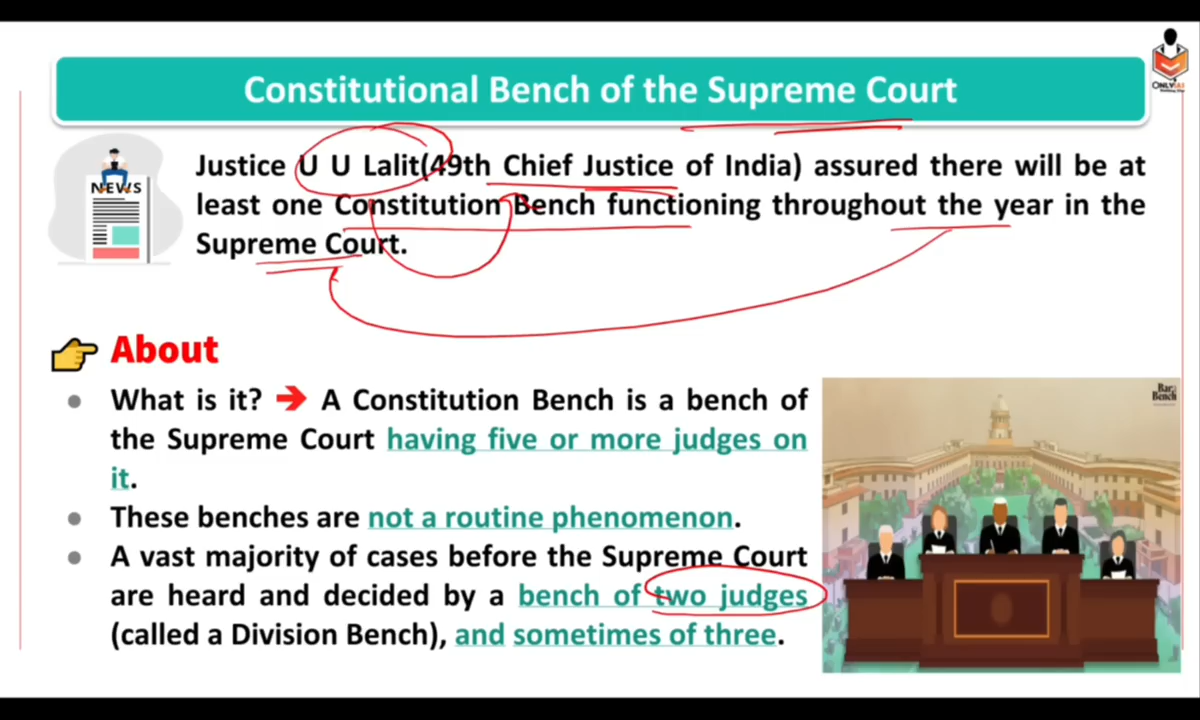 Constitutional Bench of the Supreme Court
ONLYIAS
NEWS
Justice U U Lalit(49th Chief Justice of India) assured there will be at
least one Constitution Bench functioning throughout the year in the
Supreme Court.
About
What is it? → A Constitution Bench is a bench of
the Supreme Court having five or more judges on
it.
These benches are not a routine phenomenon.
A vast majority of cases before the Supreme Court
are heard and decided by a bench of two judges
(called a Division Bench), and sometimes of three.
Bar&
Bench